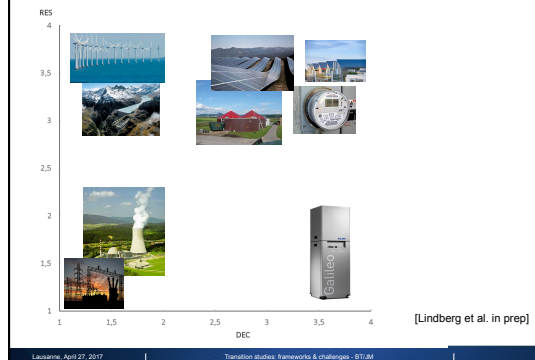 RES
4
3,5
3
2,5
2
1,5
1
1
1,5
2
2,5
3
3,5
4
DEC
Galileo
[Lindberg et al. in prep]
Lausanne, April 27, 2017 | Transition studies: frameworks & challenges - BT/JM |